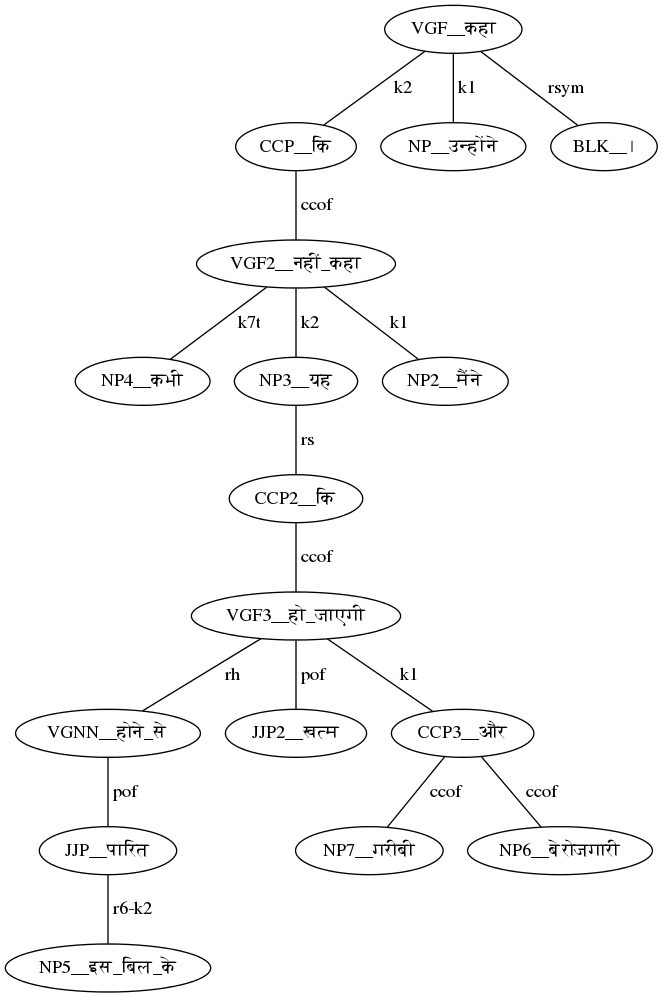 VGF__कहा
k2 k1 rsym
CCP__कि NP__उन्होंने BLK__।
ccof
VGF2__नहीं_कहा
k7t k2 k1
NP4__कभी NP3__यह NP2__मैंने
rs
CCP2__कि
ccof
VGF3__हो_जाएगी
rh pof k1
VGNN__होने_से JJP2__खत्म CCP3__और
pof ccof ccof
JJP__पारित NP7__गरीबी NP6__बेरोजगारी
r6-k2
NP5__इस_बिल_के